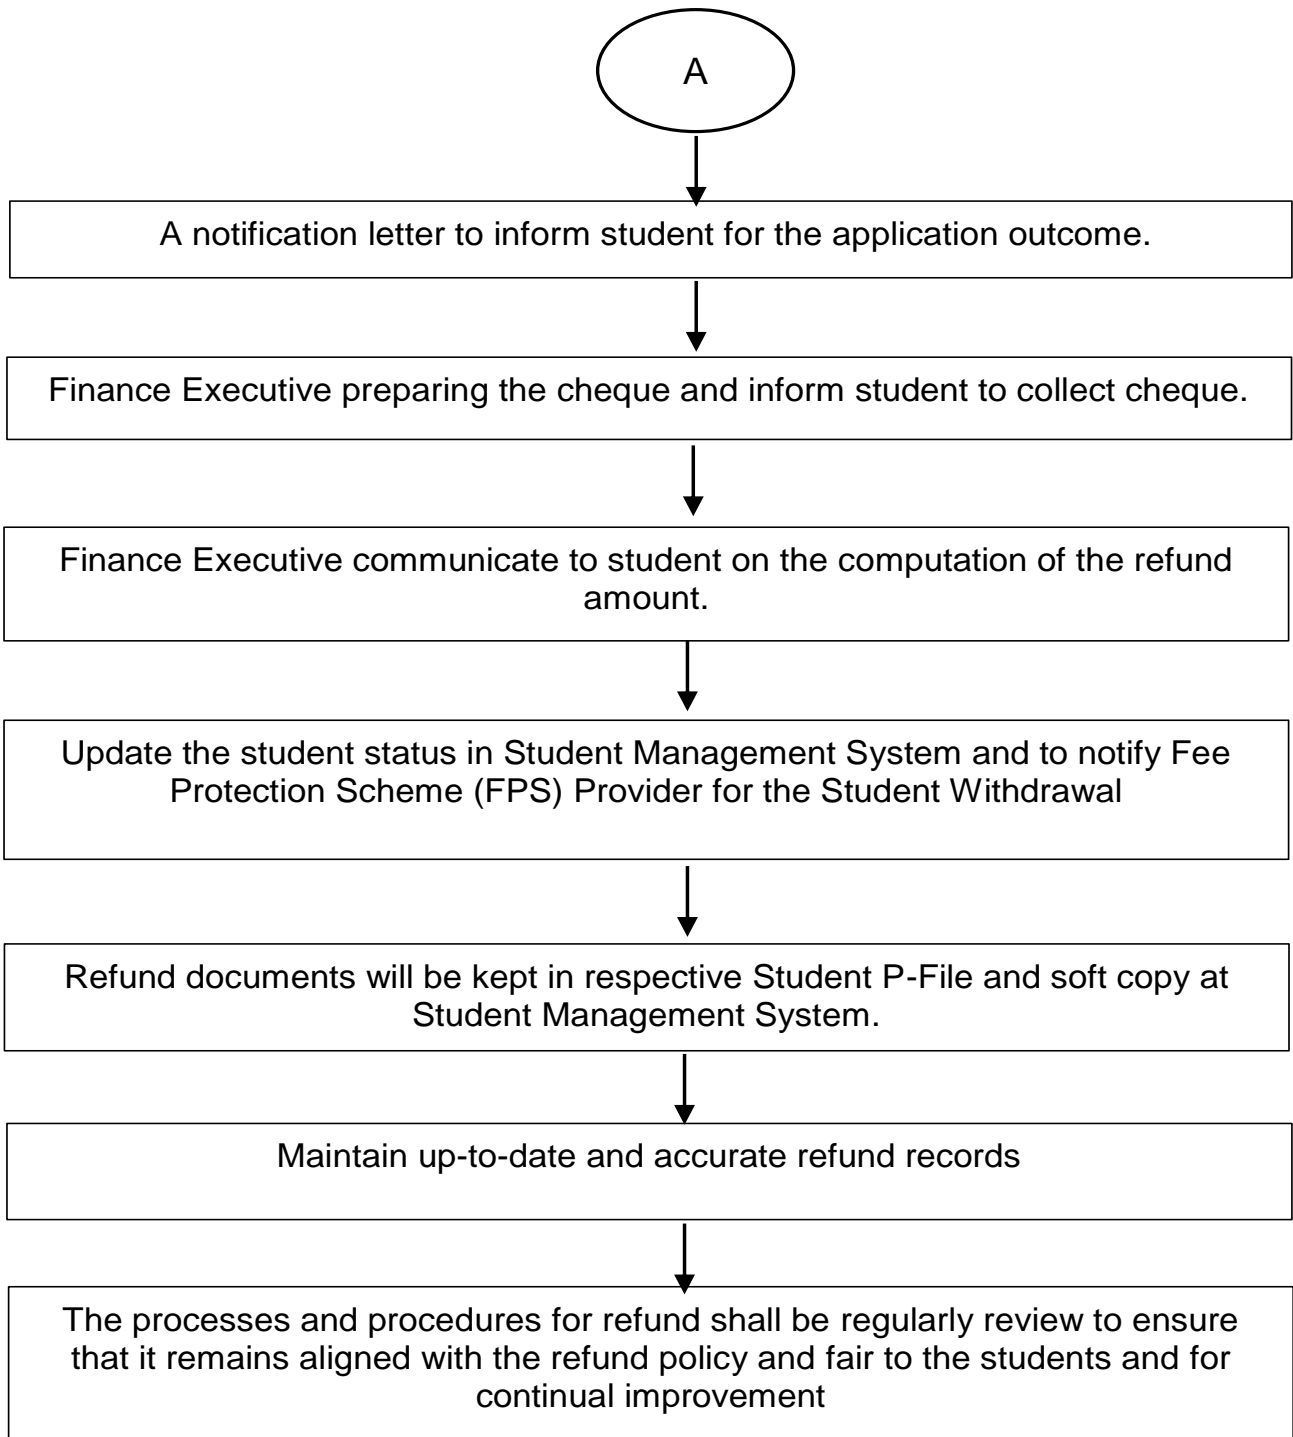 A
A notification letter to inform student for the application outcome.
Finance Executive preparing the cheque and inform student to collect cheque.
Finance Executive communicate to student on the computation of the refund
amount.
Update the student status in Student Management System and to notify Fee
Protection Scheme (FPS) Provider for the Student Withdrawal
Refund documents will be kept in respective Student P-File and soft copy at
Student Management System.
Maintain up-to-date and accurate refund records
The processes and procedures for refund shall be regularly review to ensure
that it remains aligned with the refund policy and fair to the students and for
continual improvement